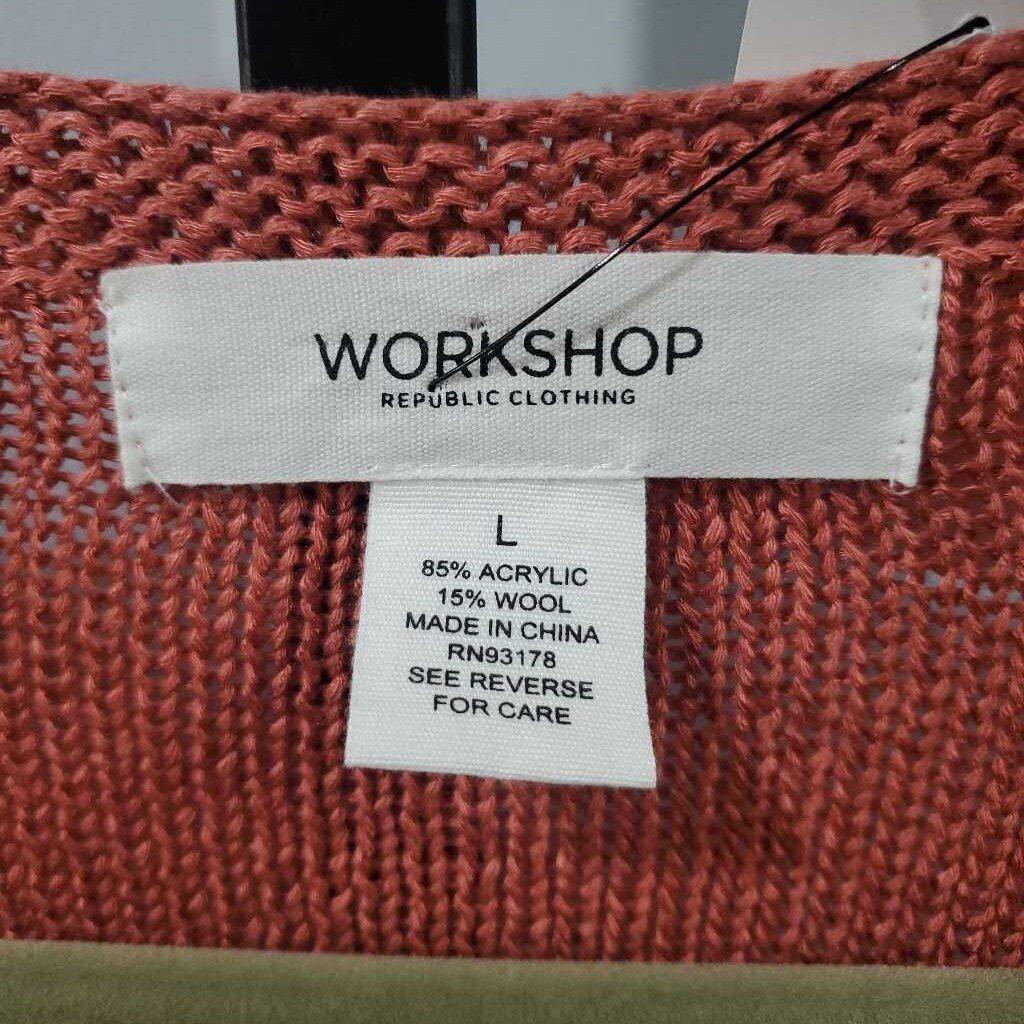 WORKSHOP
REPUBLIC CLOTHING
L
85% ACRYLIC
15% WOOL
MADE IN CHINA
RN93178
SEE REVERSE
FOR CARE